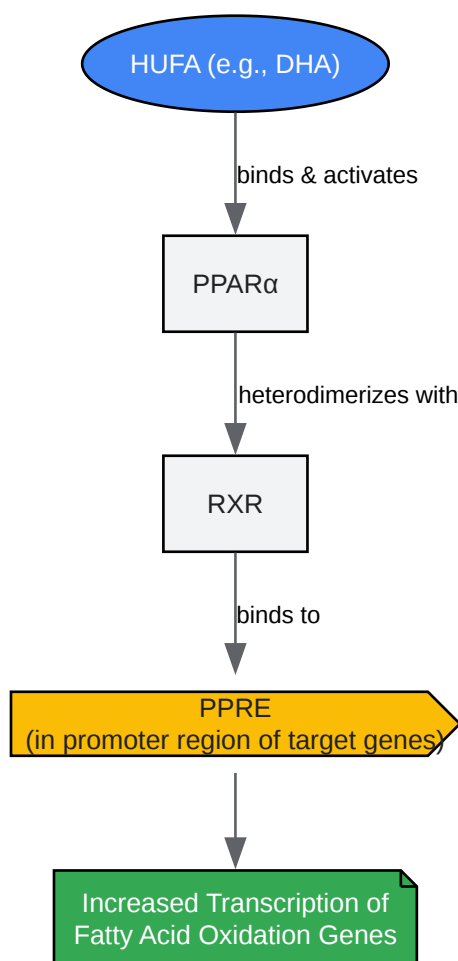 HUFA (e.g., DHA)
binds & activates
PPARα
heterodimerizes with
RXR
binds to
PPRE
(in promoter region of target genes)
Increased Transcription of
Fatty Acid Oxidation Genes